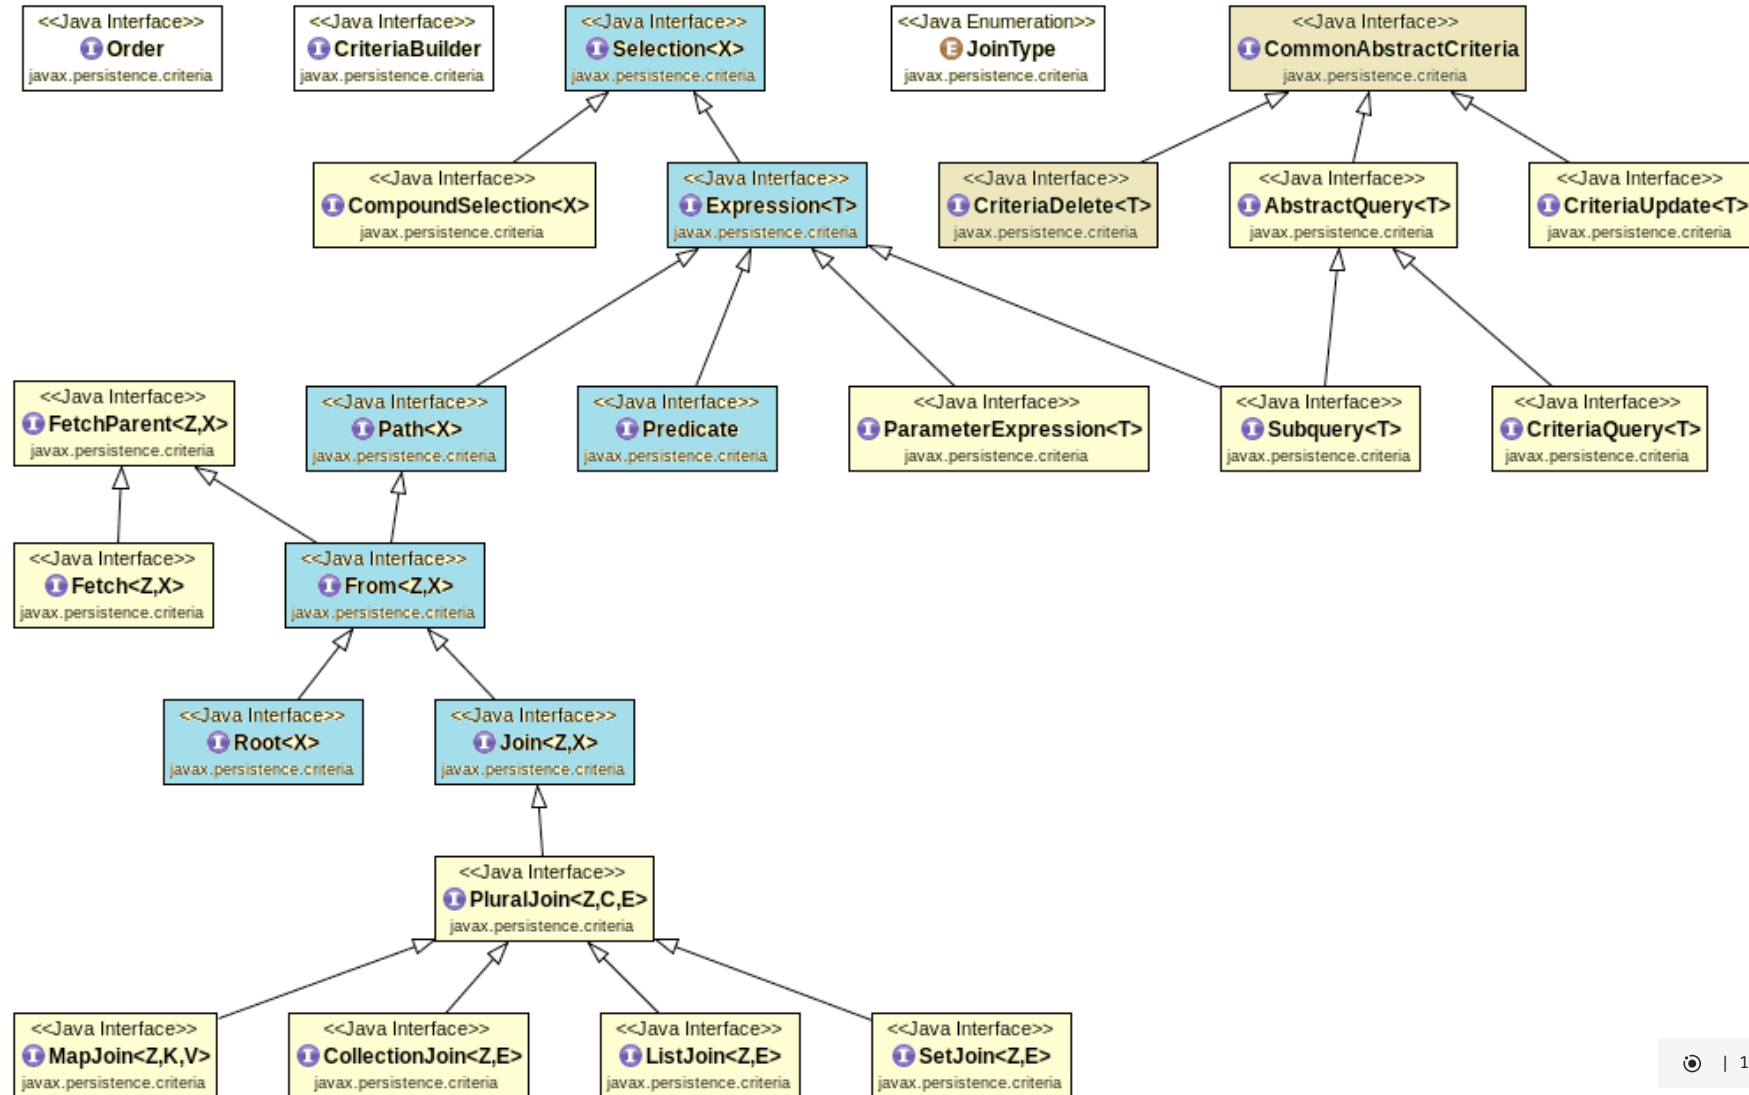 <<Java Interface>>
Order
javax.persistence.criteria
<<Java Interface>>
CriteriaBuilder
javax.persistence.criteria
<<Java Interface>>
Selection<X>
javax.persistence.criteria
<<Java Enumeration>>
JoinType
javax.persistence.criteria
<<Java Interface>>
CommonAbstractCriteria
javax.persistence.criteria
<<Java Interface>>
CompoundSelection<X>
javax.persistence.criteria
<<Java Interface>>
Expression<T>
javax.persistence.criteria
<<Java Interface>>
CriteriaDelete<T>
javax.persistence.criteria
<<Java Interface>>
AbstractQuery<T>
javax.persistence.criteria
<<Java Interface>>
CriteriaUpdate<T>
javax.persistence.criteria
<<Java Interface>>
FetchParent<Z,X>
javax.persistence.criteria
<<Java Interface>>
Path<X>
javax.persistence.criteria
<<Java Interface>>
Predicate
javax.persistence.criteria
<<Java Interface>>
ParameterExpression<T>
javax.persistence.criteria
<<Java Interface>>
Subquery<T>
javax.persistence.criteria
<<Java Interface>>
CriteriaQuery<T>
javax.persistence.criteria
<<Java Interface>>
Fetch<Z,X>
javax.persistence.criteria
<<Java Interface>>
From<Z,X>
javax.persistence.criteria
<<Java Interface>>
Root<X>
javax.persistence.criteria
<<Java Interface>>
Join<Z,X>
javax.persistence.criteria
<<Java Interface>>
PluralJoin<Z,C,E>
javax.persistence.criteria
<<Java Interface>>
MapJoin<Z,K,V>
javax.persistence.criteria
<<Java Interface>>
CollectionJoin<Z,E>
javax.persistence.criteria
<<Java Interface>>
ListJoin<Z,E>
javax.persistence.criteria
<<Java Interface>>
SetJoin<Z,E>
javax.persistence.criteria
| 1